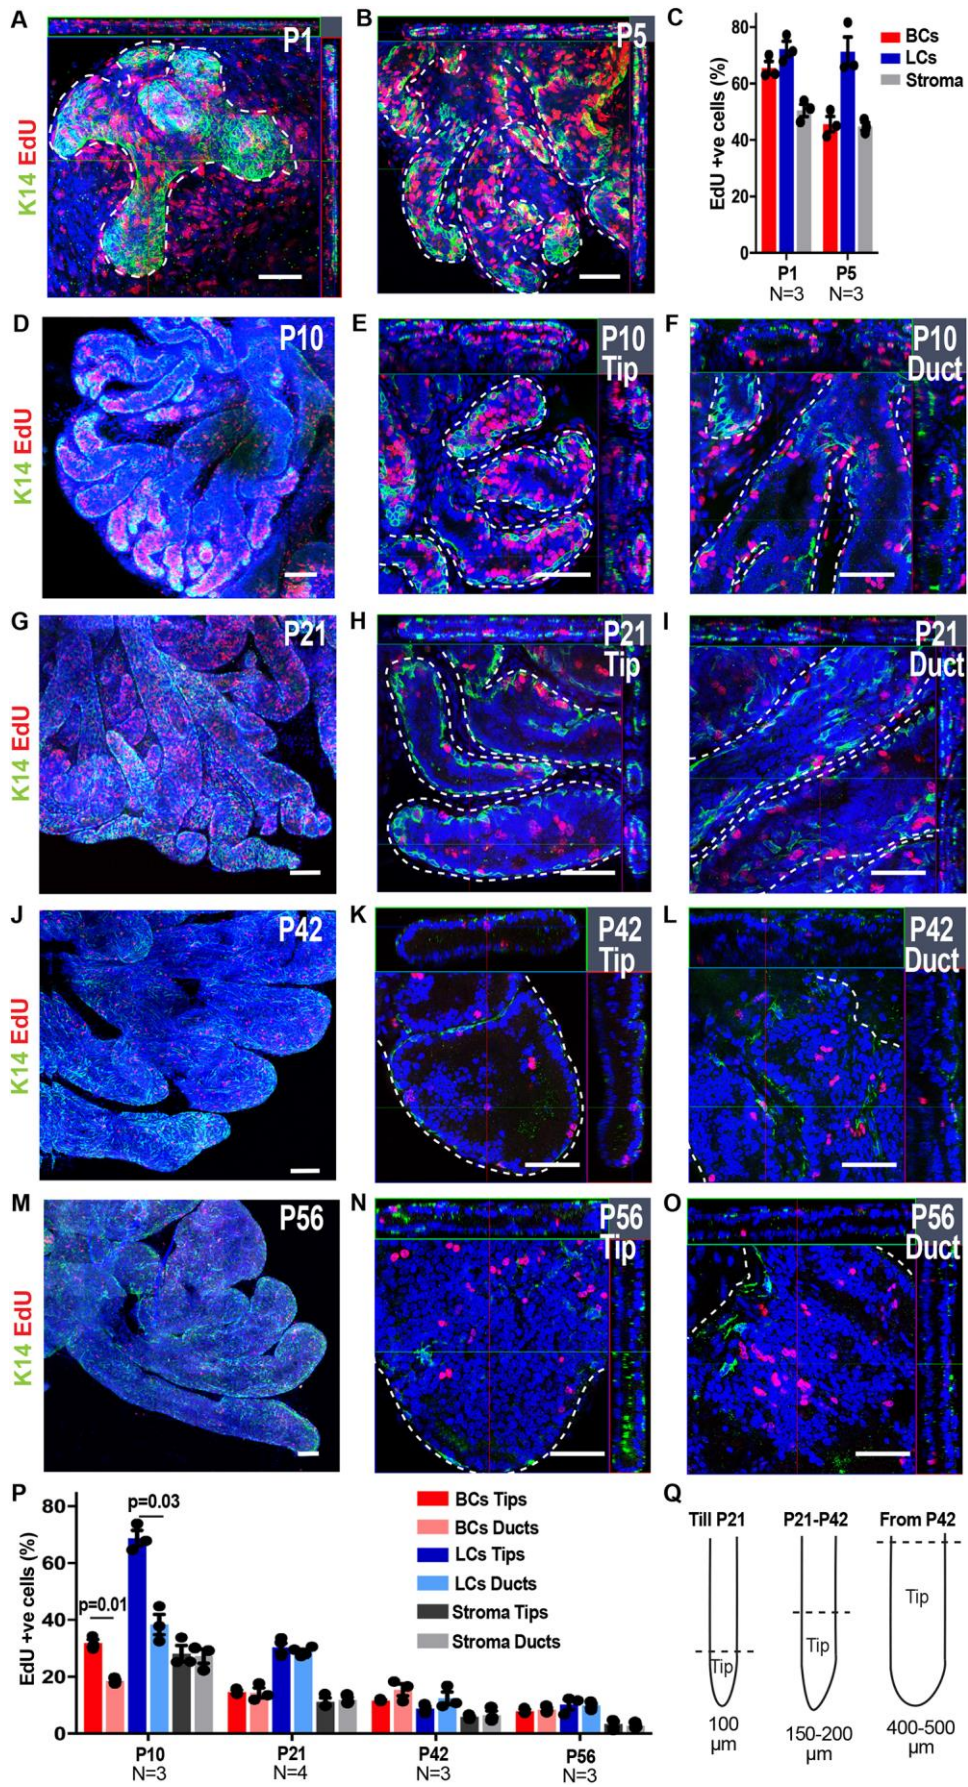 A
P1
K14 EdU
B
P5
C
EdU +ve cells (%)
80
60
40
20
0
BCs
LCs
Stroma
P1
N=3
P5
N=3
D
P10
K14 EdU
E
P10
Tip
F
P10
Duct
G
P21
K14 EdU
H
P21
Tip
I
P21
Duct
J
P42
K14 EdU
K
P42
Tip
L
P42
Duct
M
P56
K14 EdU
N
P56
Tip
O
P56
Duct
P
EdU +ve cells (%)
80
60
40
20
0
p=0.01
p=0.03
BCs Tips
BCs Ducts
LCs Tips
LCs Ducts
Stroma Tips
Stroma Ducts
P10
N=3
P21
N=4
P42
N=3
P56
N=3
Q
Till P21
P21-P42
From P42
Tip
Tip
Tip
100
µm
150-200
µm
400-500
µm